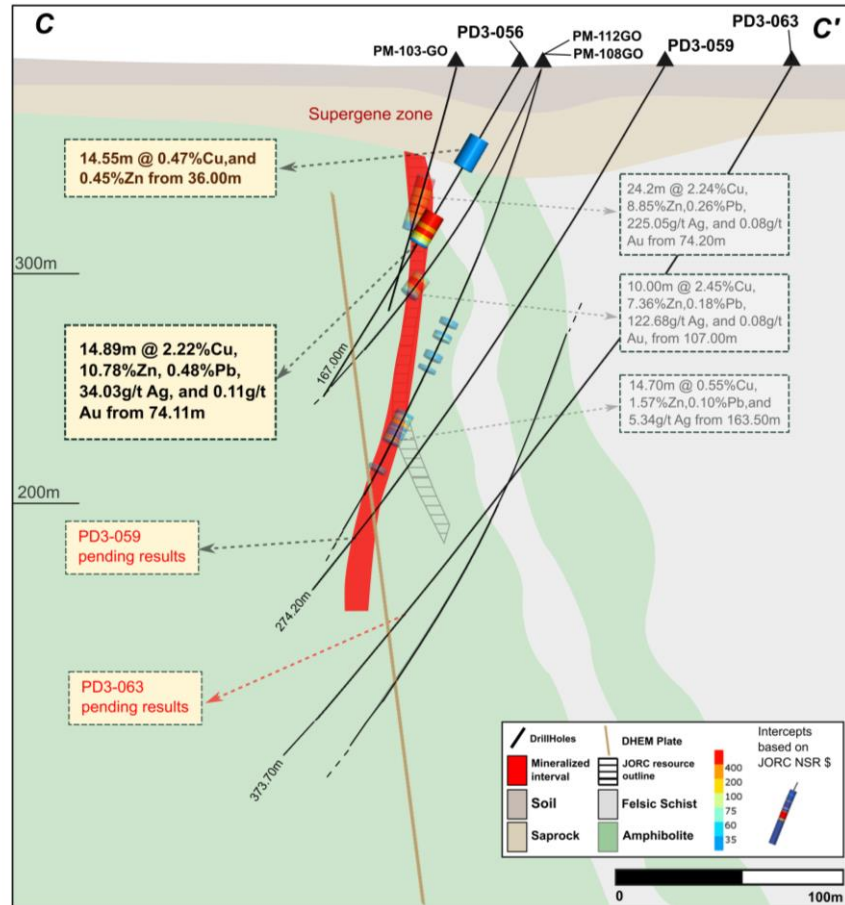 C
C'
PM-103-GO
PD3-056
PM-112GO
PM-108GO
PD3-059
PD3-063
Supergene zone
14.55m @ 0.47%Cu,and
0.45%Zn from 36.00m
24.2m @ 2.24%Cu,
8.85%Zn,0.26%Pb,
225.05g/t Ag, and 0.08g/t
Au from 74.20m
300m
10.00m @ 2.45%Cu,
7.36%Zn,0.18%Pb,
122.68g/t Ag, and 0.08g/t
Au, from 107.00m
14.89m @ 2.22%Cu,
10.78%Zn, 0.48%Pb,
34.03g/t Ag, and 0.11g/t
Au from 74.11m
167.00m
14.70m @ 0.55%Cu,
1.57%Zn,0.10%Pb,and
5.34g/t Ag from 163.50m
200m
PD3-059
pending results
274.20m
PD3-063
pending results
373.70m
DrillHoles
DHEM Plate
Intercepts
based on
JORC NSR $
Mineralized
interval
JORC resource
outline
Soil
Felsic Schist
Saprock
Amphibolite
400
200
100
75
60
35
0
100m